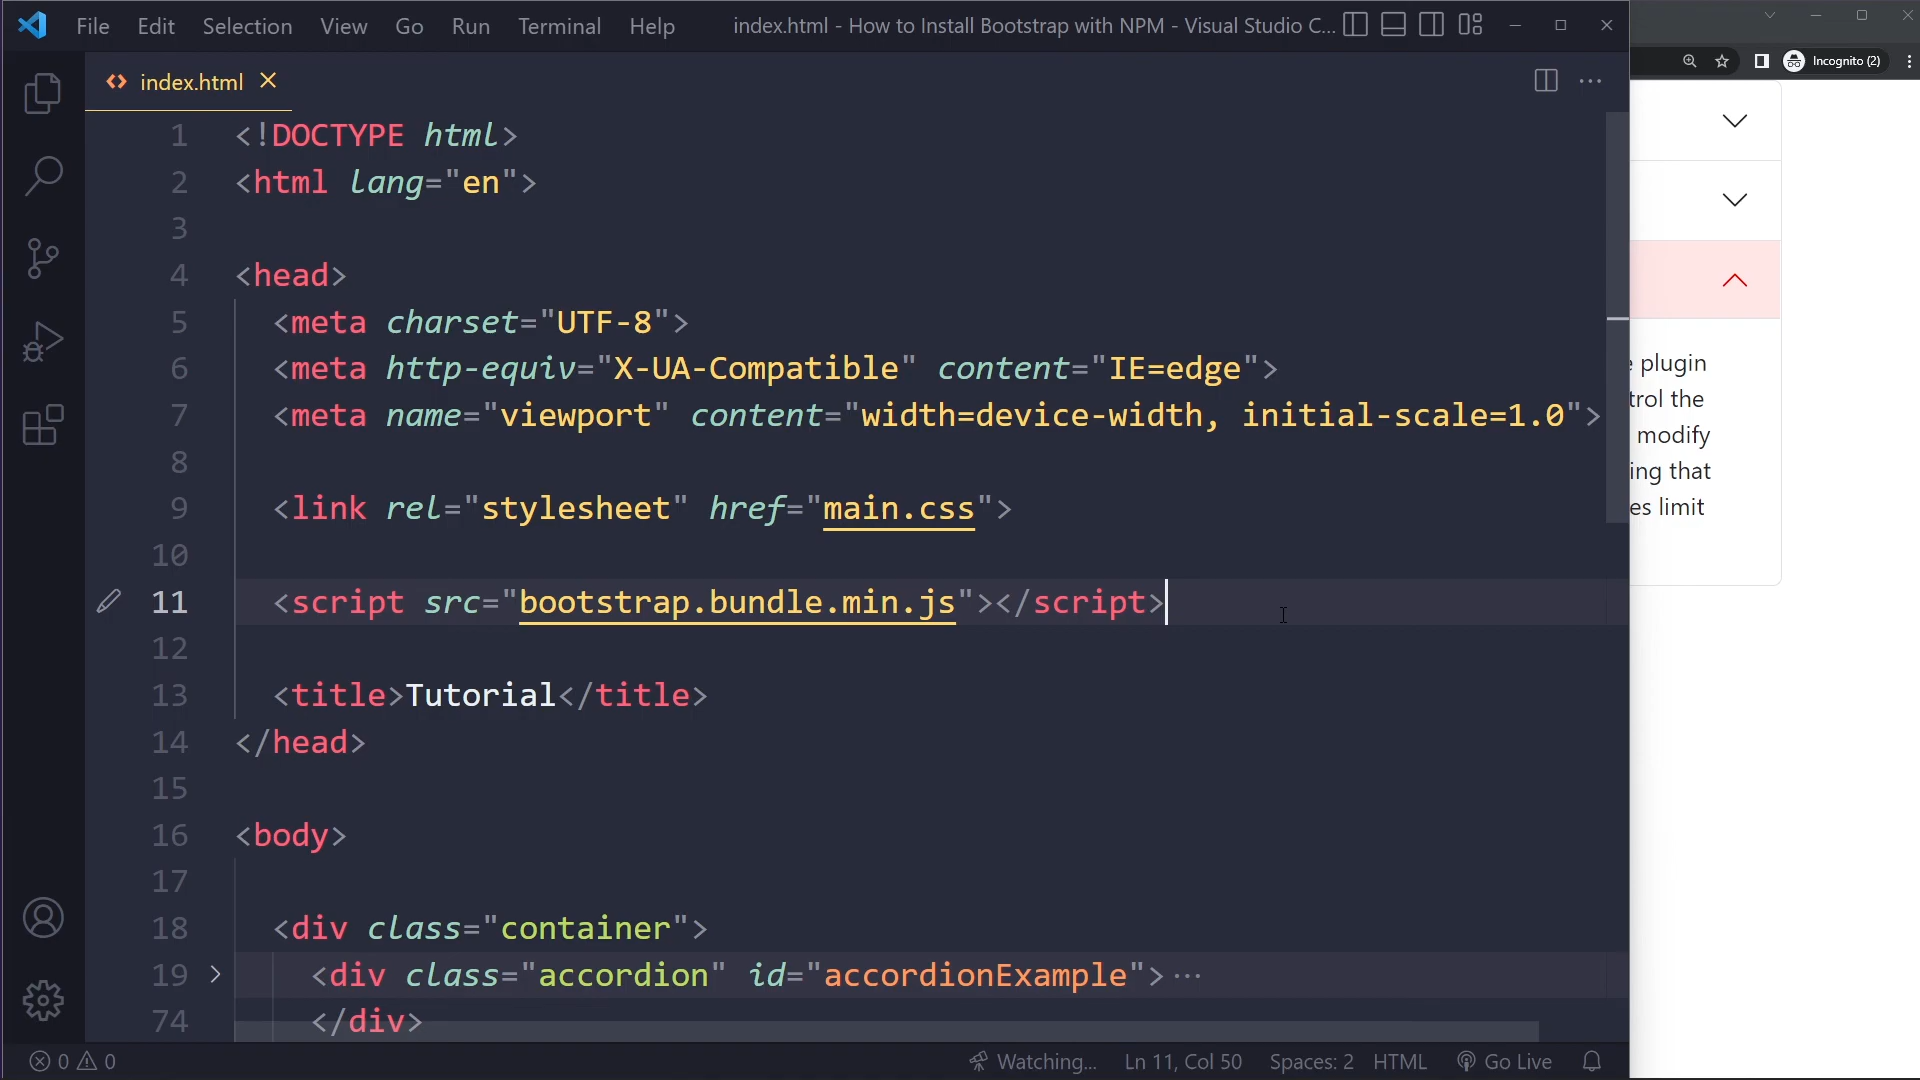 File Edit Selection View Go Run Terminal Help index.html - How to Install Bootstrap with NPM - Visual Studio C...
Incognito (2)
index.html
1 <!DOCTYPE html>
2 <html lang="en">
3
4 <head>
5 <meta charset="UTF-8">
6 <meta http-equiv="X-UA-Compatible" content="IE=edge">
7 <meta name="viewport" content="width=device-width, initial-scale=1.0">
8
9 <link rel="stylesheet" href="main.css">
10
11 <script src="bootstrap.bundle.min.js"></script>
12
13 <title>Tutorial</title>
14 </head>
15
16 <body>
17
18 <div class="container">
19 <div class="accordion" id="accordionExample">...
74 </div>
plugin
trol the
modify
ing that
es limit
0 0 Watching... Ln 11, Col 50 Spaces: 2 HTML Go Live